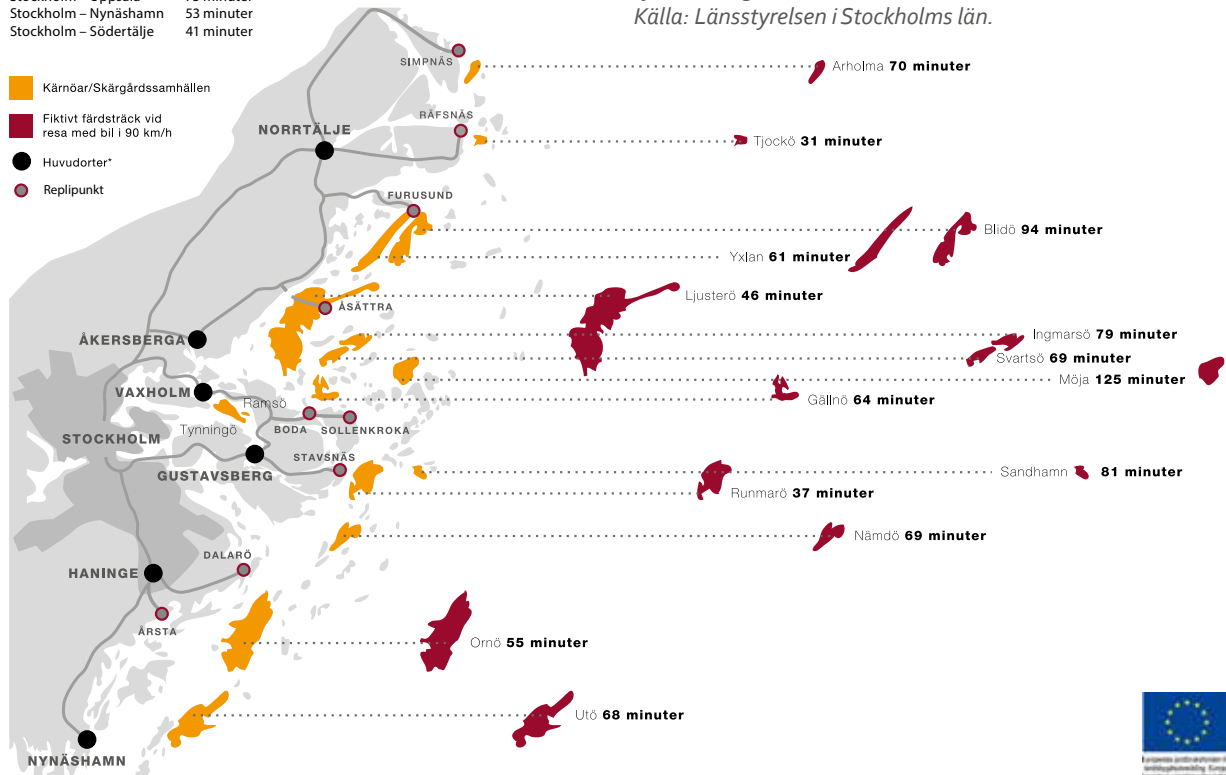 Stockholm – Nynäshamn 53 minuter
Stockholm – Södertälje 41 minuter
Källa: Länsstyrelsen i Stockholms län.
Kärnöar/Skärgårdssamhällen
Fiktivt färdsträck vid
resa med bil i 90 km/h
Huvudorter*
Replipunkt
SIMPNÄS
Arholma 70 minuter
RÄFSNÄS
NORRTÄLJE
Tjockö 31 minuter
FURUSUND
Blidö 94 minuter
Yxlan 61 minuter
Ljusterö 46 minuter
ÅSÄTTRA
ÅKERSBERGA
Ingmarsö 79 minuter
Svartsö 69 minuter
Möja 125 minuter
VAXHOLM
Ramsö
Gällnö 64 minuter
Tynningö
BODA
SOLLENKROKA
STOCKHOLM
STAVSNÄS
GUSTAVSBERG
Sandhamn 81 minuter
Runmarö 37 minuter
Nämdö 69 minuter
DALARÖ
HANINGE
ÅRSTA
Ornö 55 minuter
Utö 68 minuter
NYNÄSHAMN